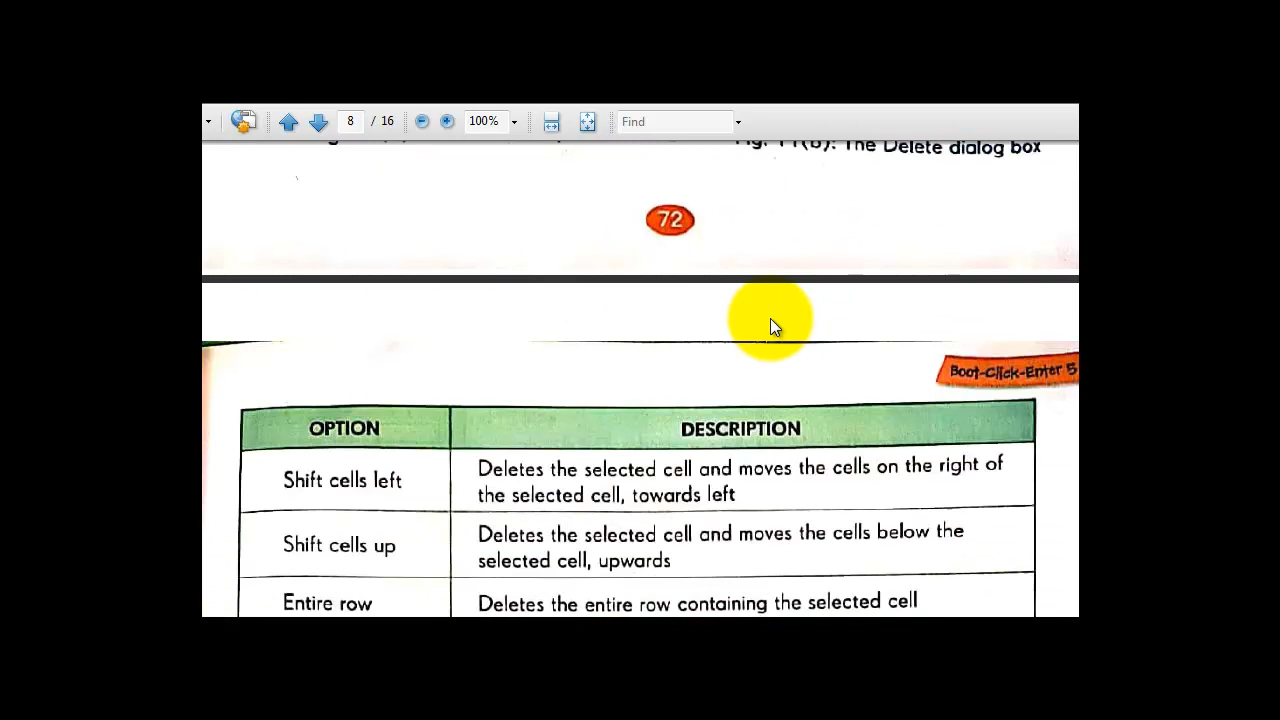 8 / 16 100% Find
The Delete dialog box
72
Boot-Click-Enter 5
OPTION DESCRIPTION
Shift cells left Deletes the selected cell and moves the cells on the right of
the selected cell, towards left
Shift cells up Deletes the selected cell and moves the cells below the
selected cell, upwards
Entire row Deletes the entire row containing the selected cell